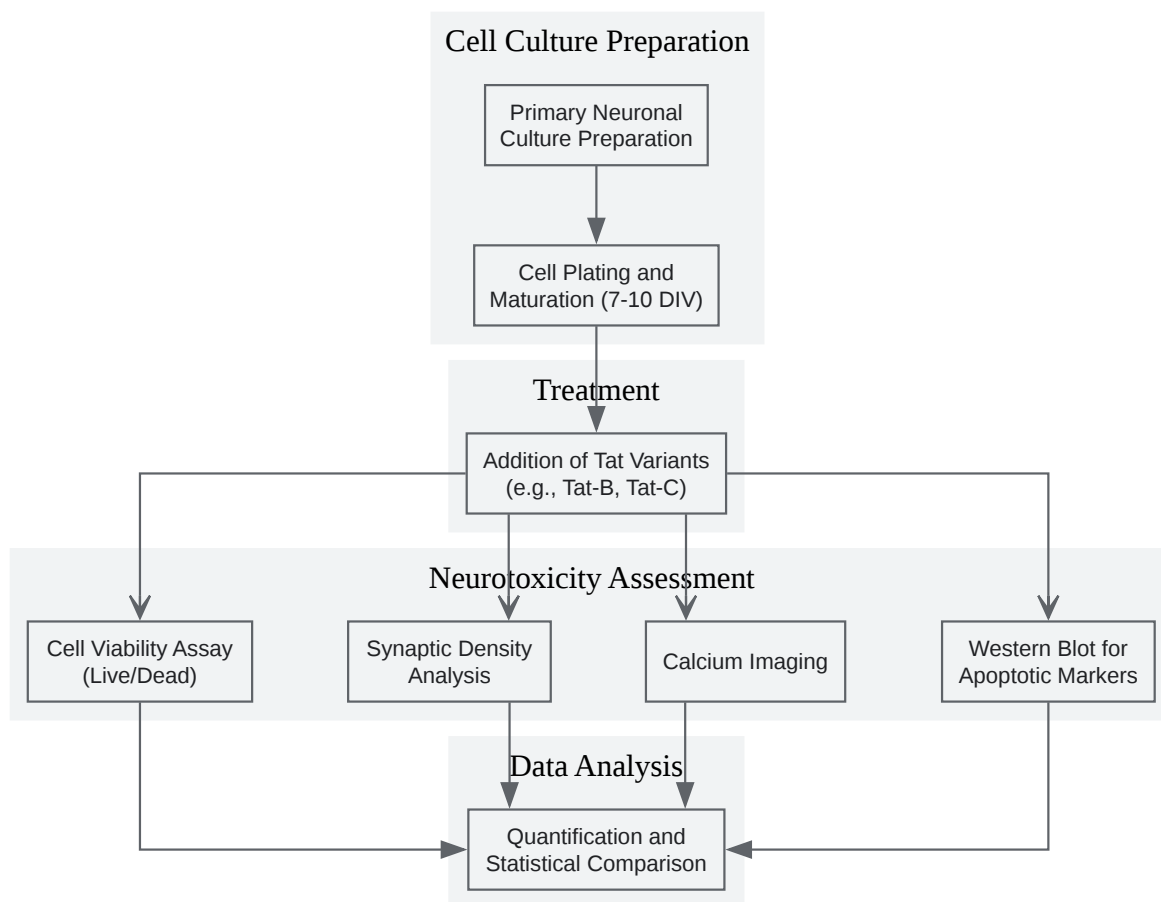 Cell Culture Preparation
Primary Neuronal
Culture Preparation
Cell Plating and
Maturation (7-10 DIV)
Treatment
Addition of Tat Variants
(e.g., Tat-B, Tat-C)
Neurotoxicity Assessment
Cell Viability Assay
(Live/Dead)
Synaptic Density
Analysis
Calcium Imaging
Western Blot for
Apoptotic Markers
Data Analysis
Quantification and
Statistical Comparison